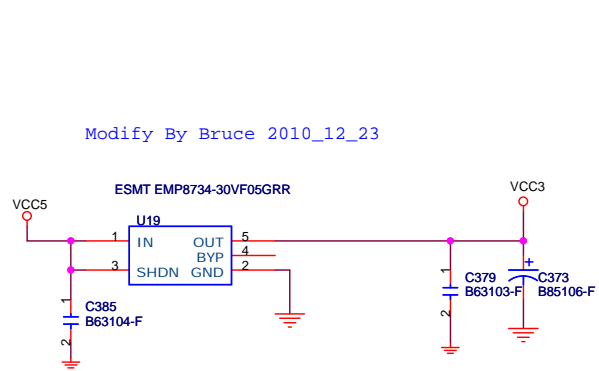 Modify By Bruce 2010_12_23
ESMT EMP8734-30VF05GRR
VCC5
VCC3
U19
1 IN OUT 5
BYP 4
3 SHDN GND 2
1
C385
B63104-F
2
1
C379
B63103-F
2
+
C373
B85106-F